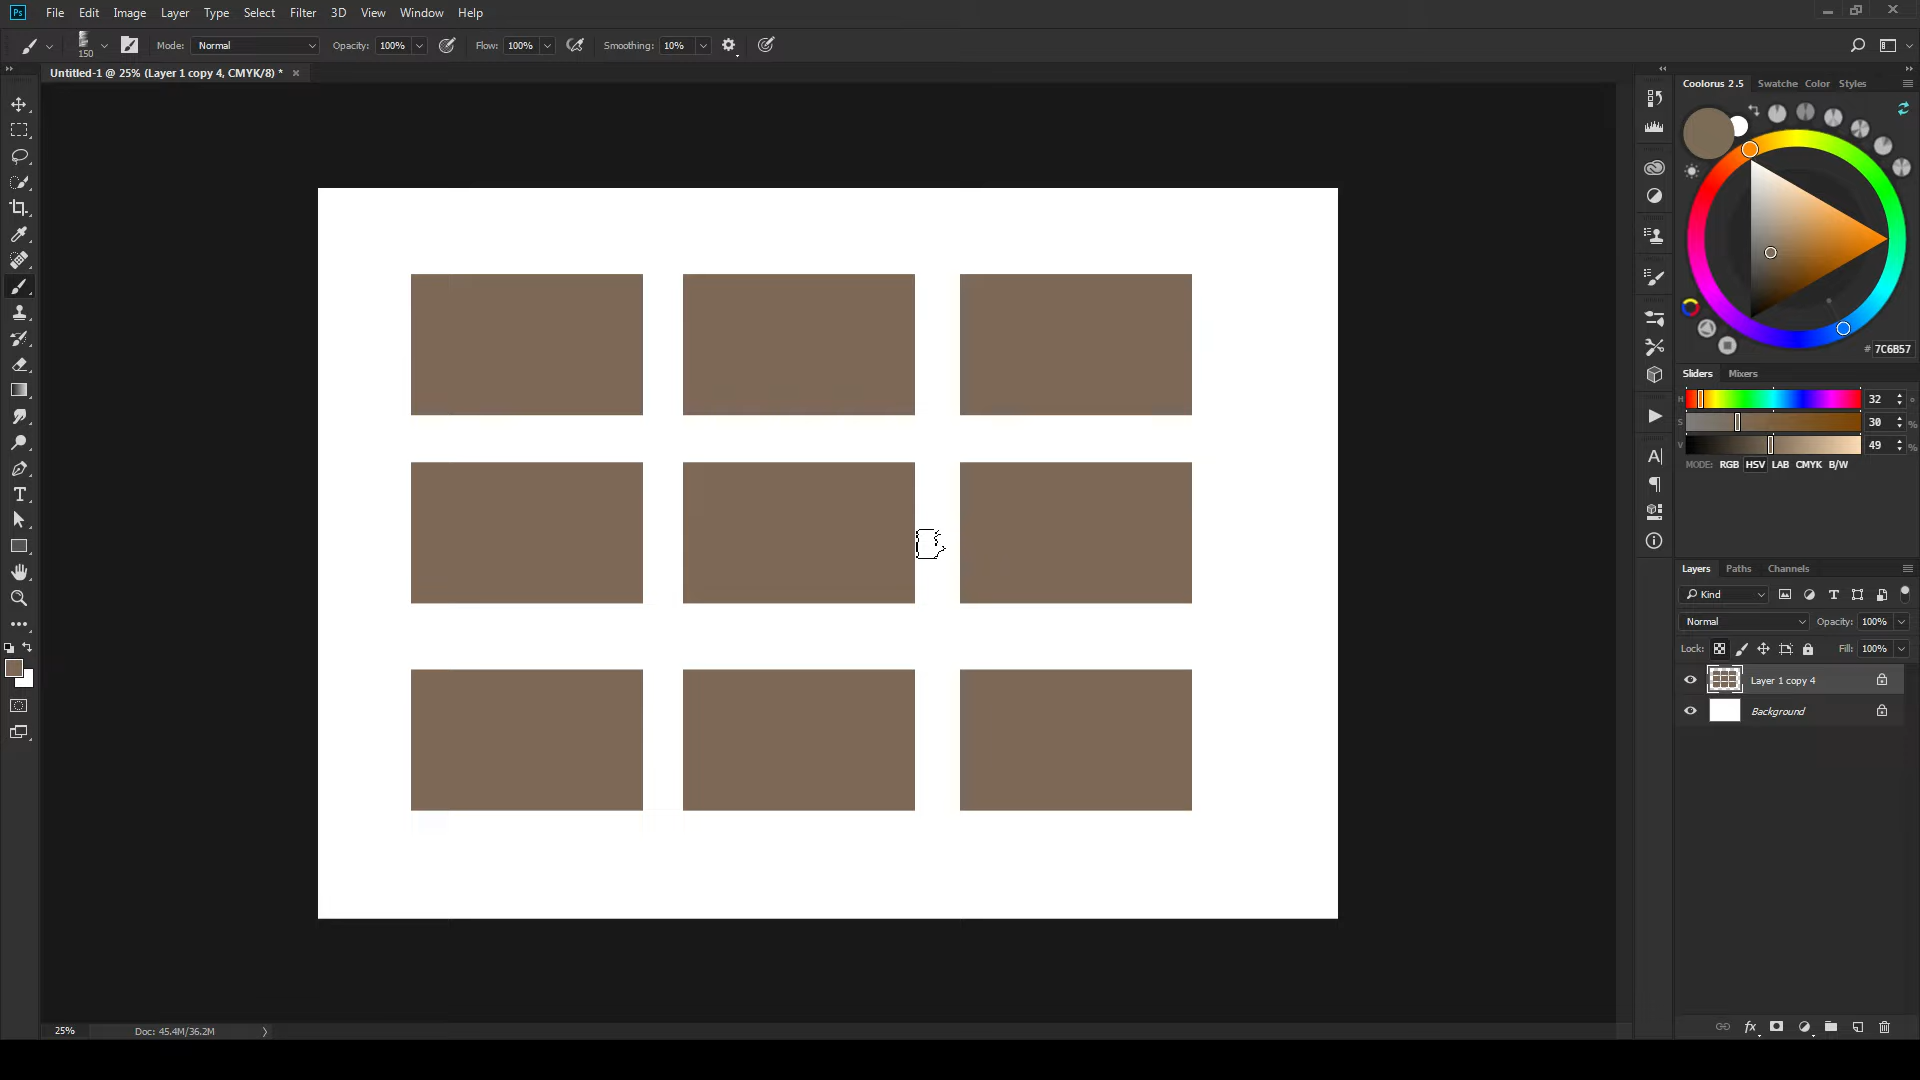 Ps File Edit Image Layer Type Select Filter 3D View Window Help
150 Mode: Normal Opacity: 100% Flow: 100% Smoothing: 10%
Untitled-1 @ 25% (Layer 1 copy 4, CMYK/8) * ×
Coolorus 2.5 Swatche Color Styles
# 7C6B57
Sliders Mixers
H 32 °
S 30 %
V 49 %
MODE: RGB HSV LAB CMYK B/W
Layers Paths Channels
Kind
Normal Opacity: 100%
Lock: Fill: 100%
Layer 1 copy 4
Background
fx
25% Doc: 45.4M/36.2M